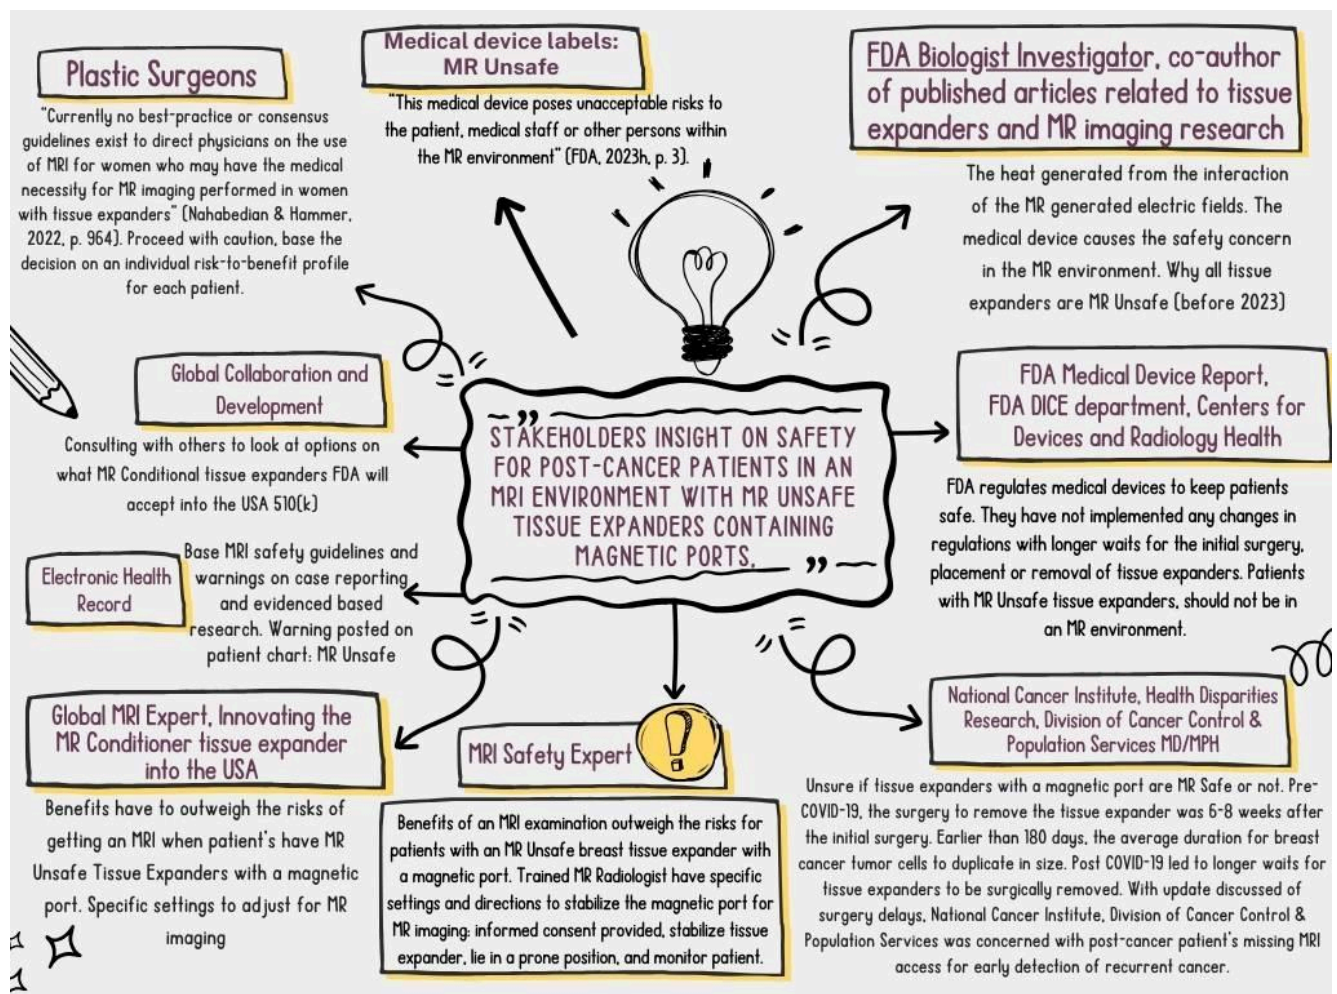 Plastic Surgeons
"Currently no best-practice or consensus
guidelines exist to direct physicians on the use
of MRI for women who may have the medical
necessity for MR imaging performed in women
with tissue expanders" (Nahabedian & Hammer,
2022, p. 964). Proceed with caution, base the
decision on an individual risk-to-benefit profile
for each patient.
Medical device labels:
MR Unsafe
"This medical device poses unacceptable risks to
the patient, medical staff or other persons within
the MR environment" (FDA, 2023h, p. 3).
FDA Biologist Investigator, co-author
of published articles related to tissue
expanders and MR imaging research
The heat generated from the interaction
of the MR generated electric fields. The
medical device causes the safety concern
in the MR environment. Why all tissue
expanders are MR Unsafe (before 2023)
Global Collaboration and
Development
Consulting with others to look at options on
what MR Conditional tissue expanders FDA will
accept into the USA 510(k)
"
STAKEHOLDERS INSIGHT ON SAFETY
FOR POST-CANCER PATIENTS IN AN
MRI ENVIRONMENT WITH MR UNSAFE
TISSUE EXPANDERS CONTAINING
MAGNETIC PORTS.
"
FDA Medical Device Report,
FDA DICE department, Centers for
Devices and Radiology Health
FDA regulates medical devices to keep patients
safe. They have not implemented any changes in
regulations with longer waits for the initial surgery,
placement or removal of tissue expanders. Patients
with MR Unsafe tissue expanders, should not be in
an MR environment.
Electronic Health
Record
Base MRI safety guidelines and
warnings on case reporting
and evidenced based
research. Warning posted on
patient chart: MR Unsafe
Global MRI Expert, Innovating the
MR Conditioner tissue expander
into the USA
Benefits have to outweigh the risks of
getting an MRI when patient's have MR
Unsafe Tissue Expanders with a magnetic
port. Specific settings to adjust for MR
imaging
MRI Safety Expert
!
Benefits of an MRI examination outweigh the risks for
patients with an MR Unsafe breast tissue expander with
a magnetic port. Trained MR Radiologist have specific
settings and directions to stabilize the magnetic port for
MR imaging: informed consent provided, stabilize tissue
expander, lie in a prone position, and monitor patient.
National Cancer Institute, Health Disparities
Research, Division of Cancer Control &
Population Services MD/MPH
Unsure if tissue expanders with a magnetic port are MR Safe or not. Pre-
COVID-19, the surgery to remove the tissue expander was 6-8 weeks after
the initial surgery. Earlier than 180 days, the average duration for breast
cancer tumor cells to duplicate in size. Post COVID-19 led to longer waits for
tissue expanders to be surgically removed. With update discussed of
surgery delays, National Cancer Institute, Division of Cancer Control &
Population Services was concerned with post-cancer patient's missing MRI
access for early detection of recurrent cancer.